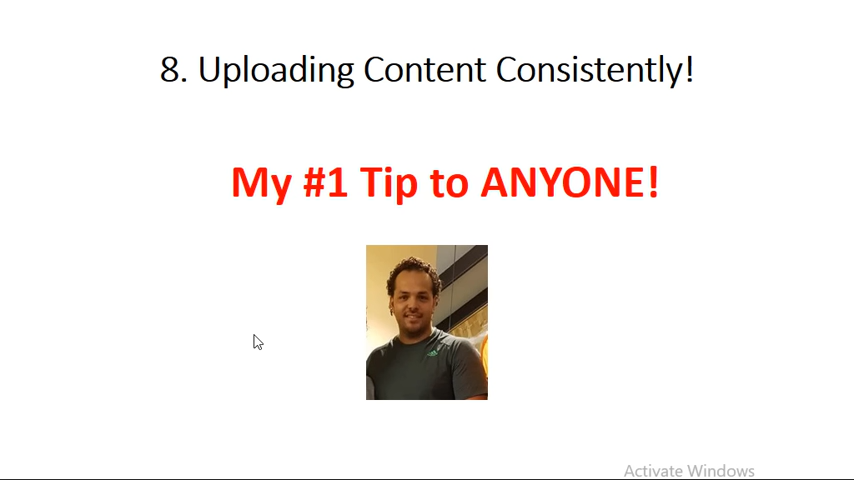 8. Uploading Content Consistently!
My #1 Tip to ANYONE!
Activate Windows